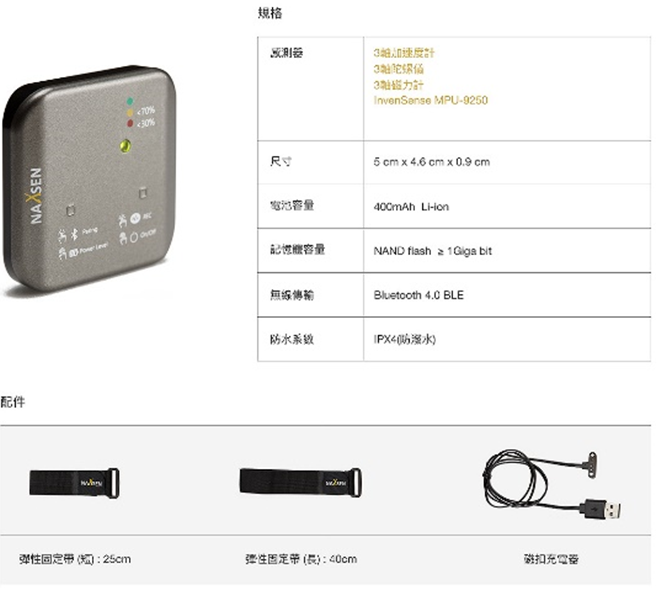 規格
感測器
3軸加速度計
3軸陀螺儀
3軸磁力計
InvenSense MPU-9250
尺寸
5 cm x 4.6 cm x 0.9 cm
電池容量
400mAh Li-ion
記憶體容量
NAND flash ≥ 1Giga bit
無線傳輸
Bluetooth 4.0 BLE
防水系數
IPX4(防潑水)
<70%
<30%
NAXSEN
Pairing
REC
Power Level
On/Off
配件
NAXSEN
NAXSEN
彈性固定帶 (短) : 25cm
彈性固定帶 (長) : 40cm
磁扣充電器